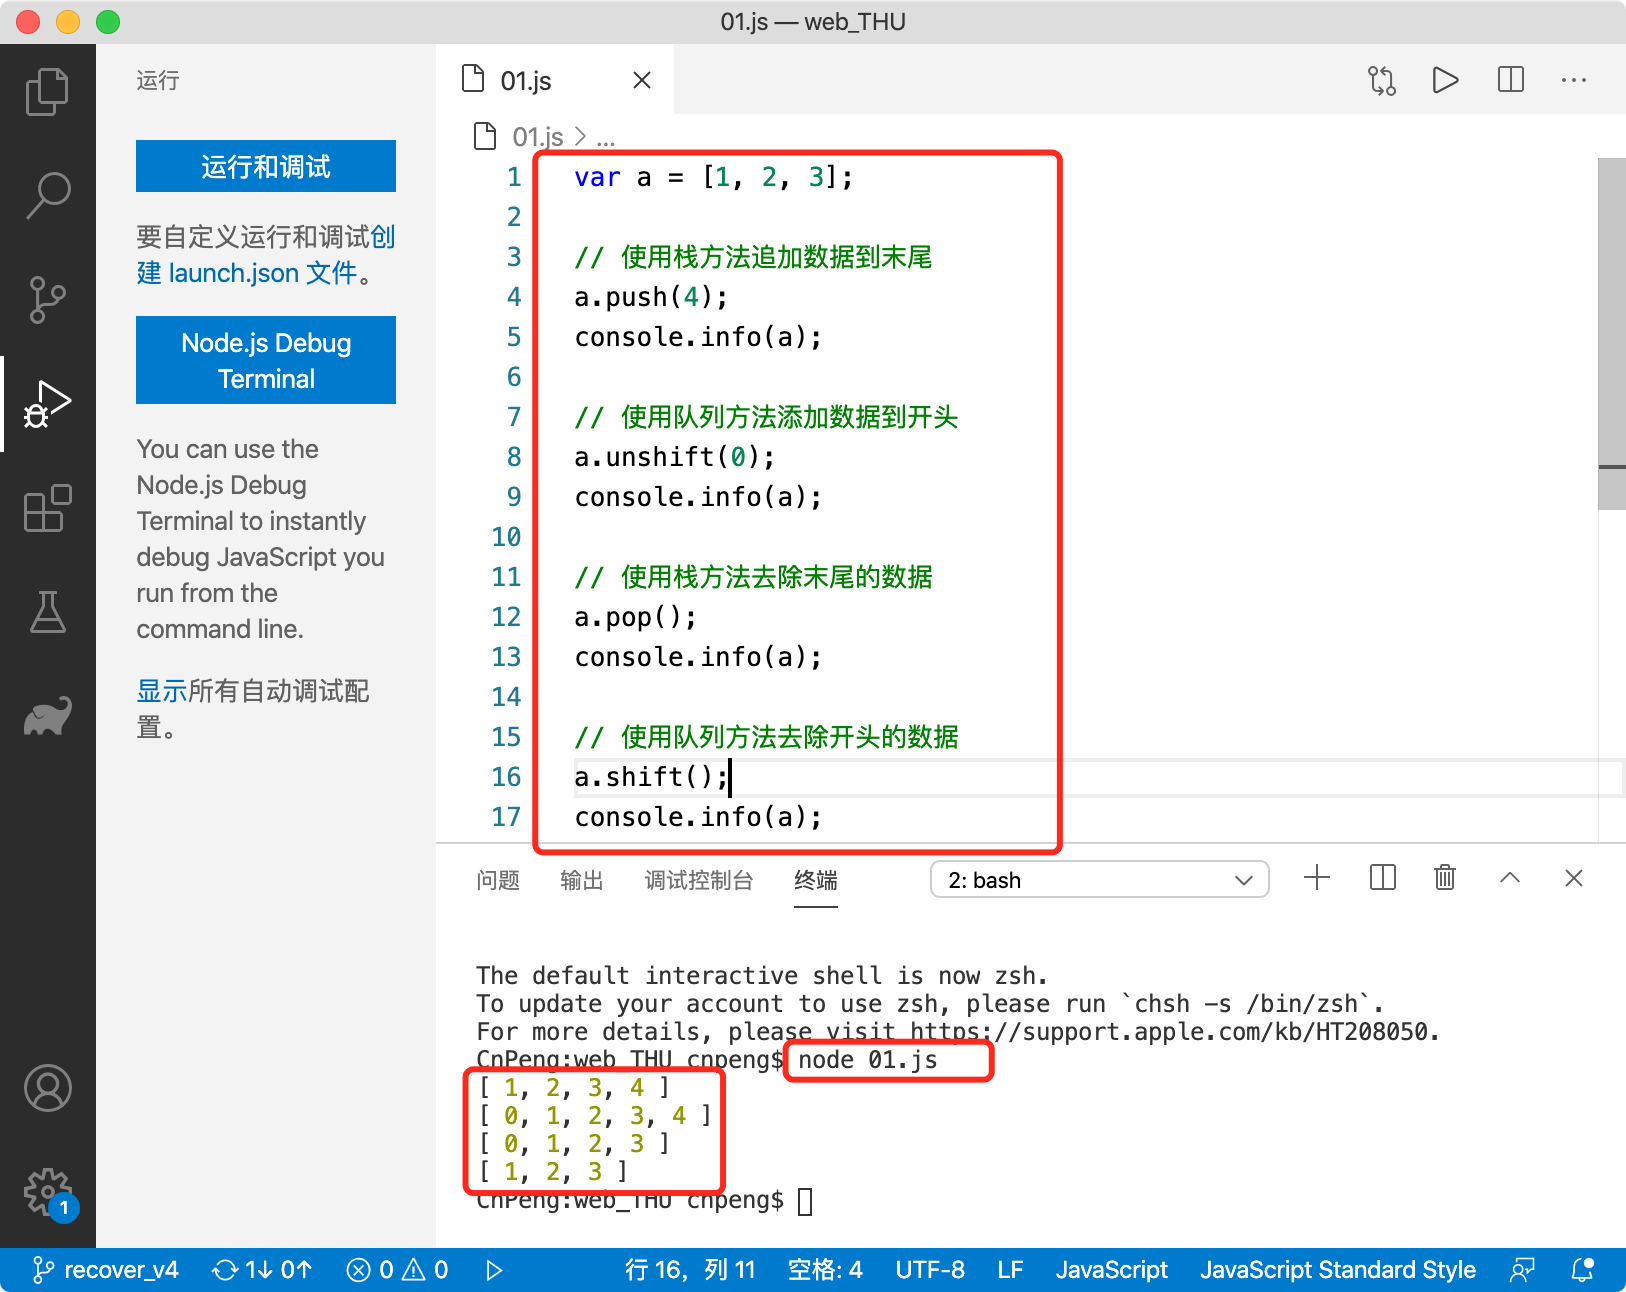 01.js — web_THU
运行
运行和调试
要自定义运行和调试创
建 launch.json 文件。
Node.js Debug
Terminal
You can use the
Node.js Debug
Terminal to instantly
debug JavaScript you
run from the
command line.
显示所有自动调试配
置。
01.js
01.js > ...
1 var a = [1, 2, 3];
2
3 // 使用栈方法追加数据到末尾
4 a.push(4);
5 console.info(a);
6
7 // 使用队列方法添加数据到开头
8 a.unshift(0);
9 console.info(a);
10
11 // 使用栈方法去除末尾的数据
12 a.pop();
13 console.info(a);
14
15 // 使用队列方法去除开头的数据
16 a.shift();
17 console.info(a);
问题 输出 调试控制台 终端 2: bash
The default interactive shell is now zsh.
To update your account to use zsh, please run `chsh -s /bin/zsh`.
For more details, please visit https://support.apple.com/kb/HT208050.
CnPeng:web_THU cnpeng$ node 01.js
[ 1, 2, 3, 4 ]
[ 0, 1, 2, 3, 4 ]
[ 0, 1, 2, 3 ]
[ 1, 2, 3 ]
CnPeng:web_THU cnpeng$
1
recover_v4 1↓ 0↑ 0 0 行 16，列 11 空格: 4 UTF-8 LF JavaScript JavaScript Standard Style